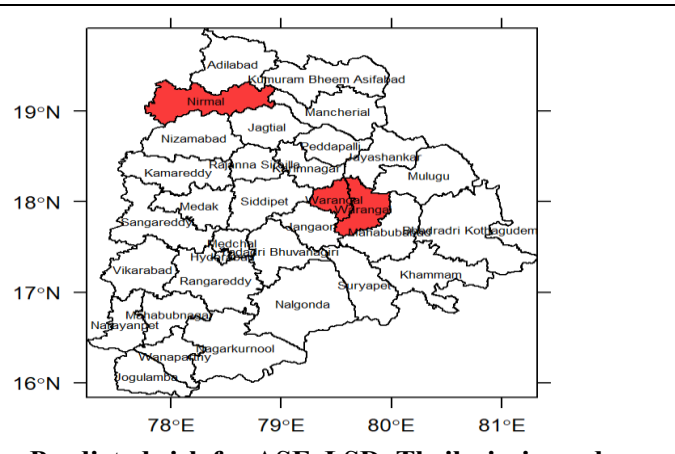 Adilabad
Kumuram Bheem Asifabad
19°N
Nirmal
Mancherial
Jagtial
Nizamabad
Peddapalli
Jayashankar
Rajanna Sircilla
Karimnagar
Kamareddy
Mulugu
18°N
Medak
Siddipet
Warangal
Warangal
Sangareddy
Jangaon
Mahabubabad
Bhadradri Kothagudem
Medchal
Hyderabad
Yadadri Bhuvanagiri
Vikarabad
Rangareddy
Khammam
Suryapet
17°N
Nalgonda
Mahabubnagar
Narayanpet
Nagarkurnool
Wanaparthy
16°N
Jogulamba
78°E
79°E
80°E
81°E